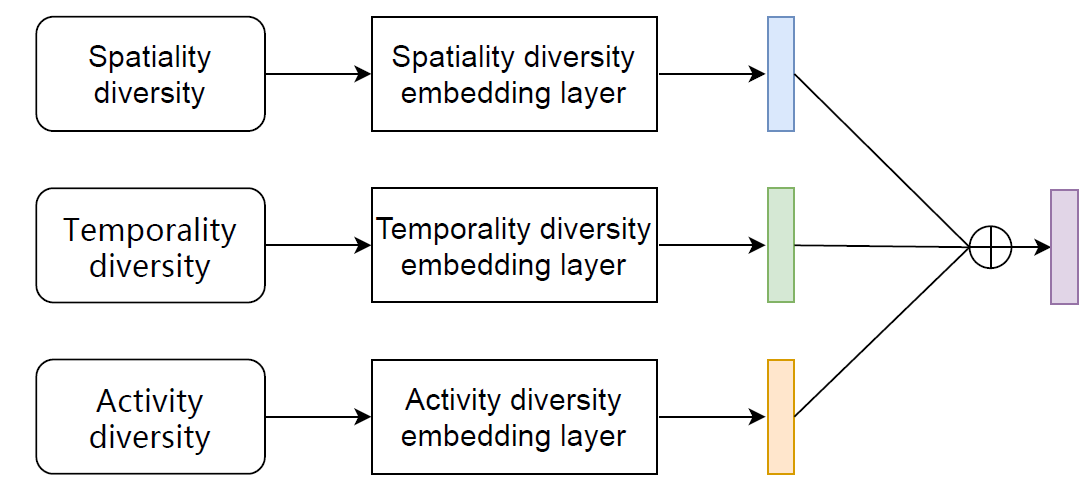 Spatiality
diversity
Spatiality diversity
embedding layer
Temporality
diversity
Temporality diversity
embedding layer
Activity
diversity
Activity diversity
embedding layer